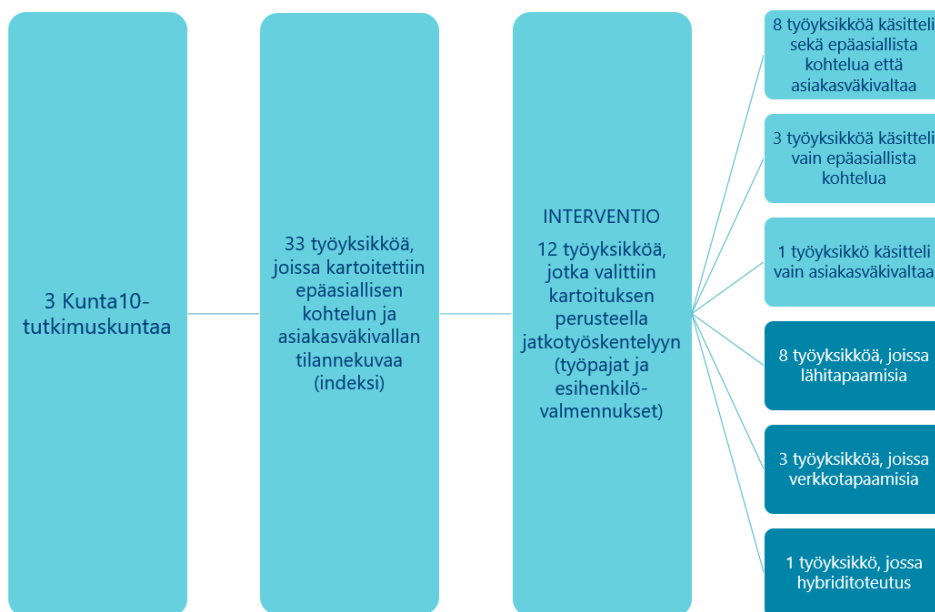 3 Kunta10-
tutkimuskuntaa
33 työyksikköä,
joissa kartoitettiin
epäasiallisen
kohtelun ja
asiakasväkivallan
tilannekuvaa
(indeksi)
INTERVENTIO
12 työyksikköä,
jotka valittiin
kartoituksen
perusteella
jatkotyöskentelyyn
(työpajat ja
esihenkilö-
valmennukset)
8 työyksikköä käsitteli
sekä epäasiallista
kohtelua että
asiakasväkivaltaa
3 työyksikköä käsitteli
vain epäasiallista
kohtelua
1 työyksikkö käsitteli
vain asiakasväkivaltaa
8 työyksikköä, joissa
lähitapaamisia
3 työyksikköä, joissa
verkkotapaamisia
1 työyksikkö, jossa
hybriditoteutus